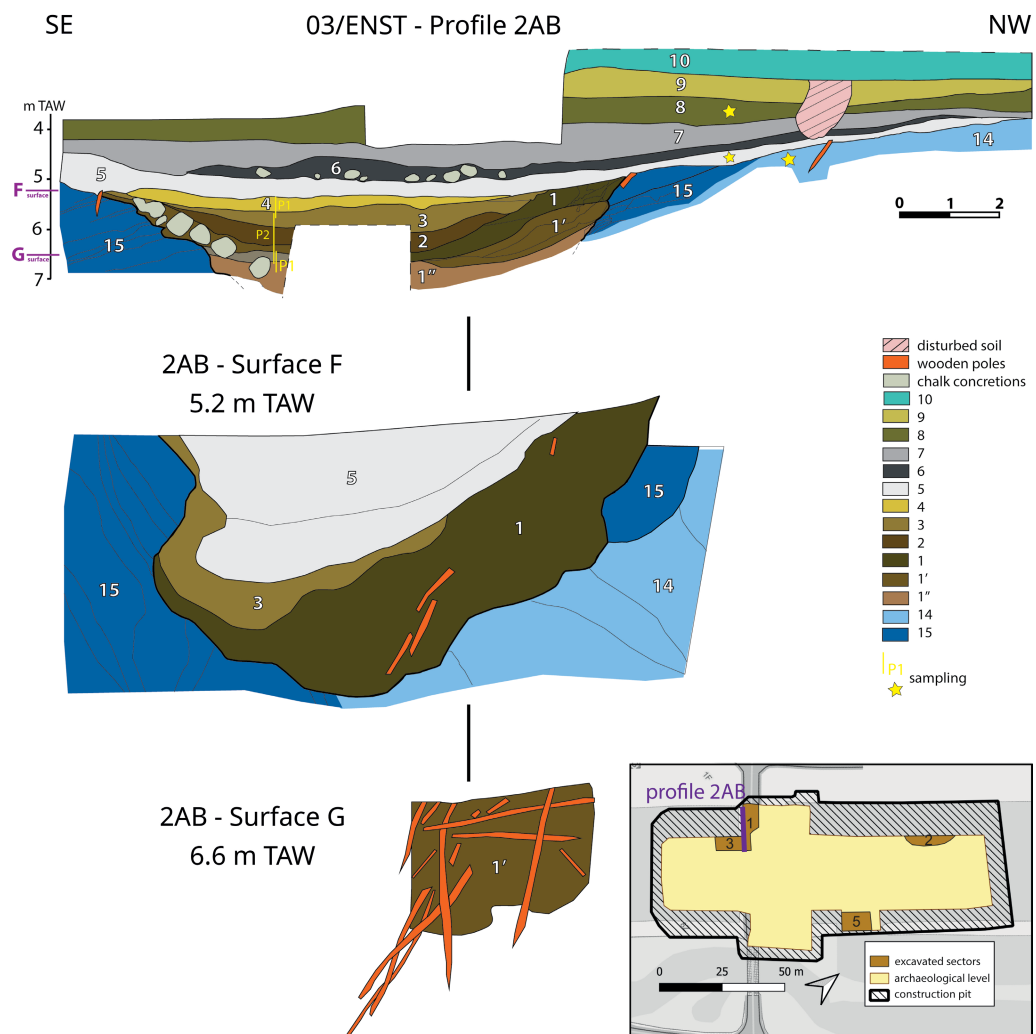 SE 03/ENST - Profile 2AB NW
10
9
m TAW
8
4
7
6
14
5
5
F
surface
4
P1
1
15
3
1'
6
P2
2
15
G
surface
P1
1"
7
0 1 2
2AB - Surface F
5.2 m TAW
5
15
1
15
14
3
disturbed soil
wooden poles
chalk concretions
10
9
8
7
6
5
4
3
2
1
1'
1"
14
15
P1
sampling
2AB - Surface G
6.6 m TAW
1'
profile 2AB
1
3
2
5
0 25 50 m
excavated sectors
archaeological level
construction pit